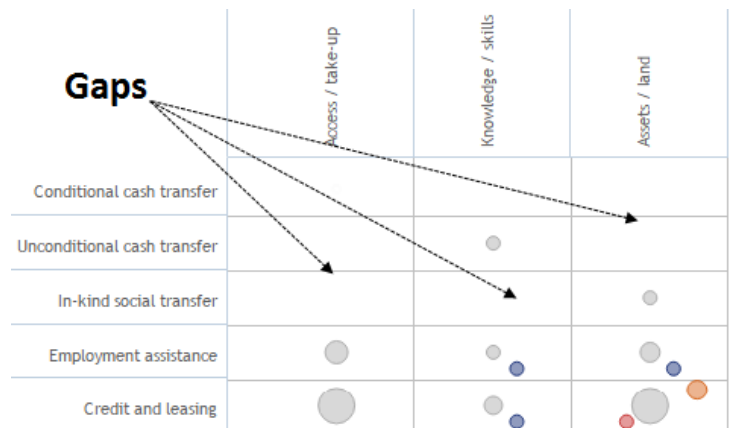 Gaps
Access / take-up
Knowledge / skills
Assets / land
Conditional cash transfer
Unconditional cash transfer
In-kind social transfer
Employment assistance
Credit and leasing